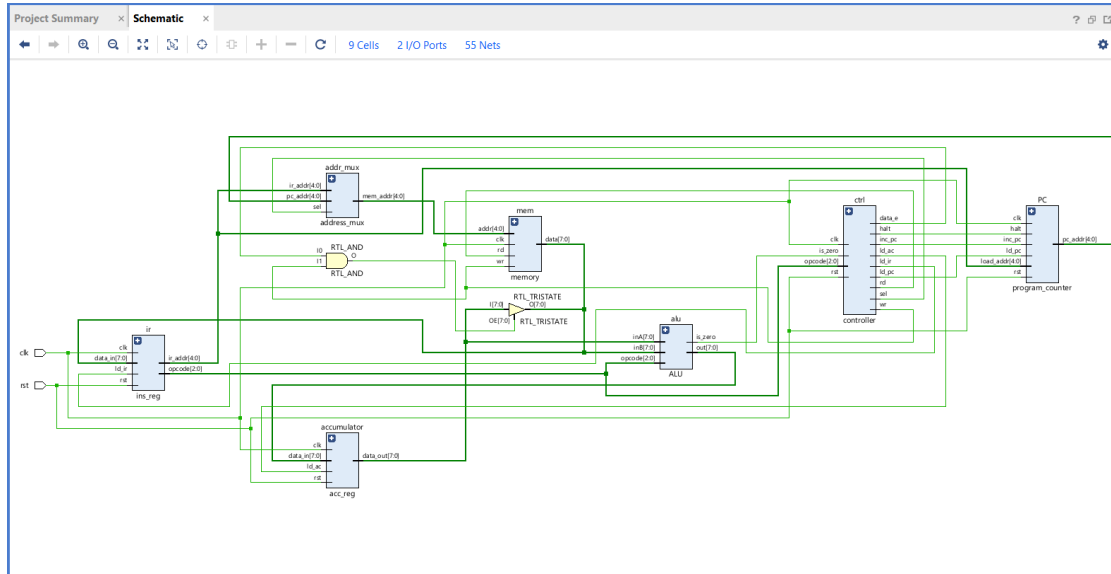 Project Summary × Schematic ×
?
9 Cells 2 I/O Ports 55 Nets
addr_mux
ir_addr[4:0]
pc_addr[4:0]
sel
mem_addr[4:0]
address_mux
mem
addr[4:0]
clk
rd
wr
data[7:0]
memory
RTL_AND
I0
I1
O
RTL_AND
RTL_TRISTATE
I[7:0]
OE[7:0]
O[7:0]
RTL_TRISTATE
ctrl
clk
is_zero
opcode[2:0]
rst
data_e
halt
inc_pc
ld_ac
ld_ir
ld_pc
rd
sel
wr
controller
PC
clk
halt
inc_pc
ld_pc
load_addr[4:0]
rst
pc_addr[4:0]
program_counter
alu
inA[7:0]
inB[7:0]
opcode[2:0]
is_zero
out[7:0]
ALU
clk
rst
ir
clk
data_in[7:0]
ld_ir
rst
ir_addr[4:0]
opcode[2:0]
ins_reg
accumulator
clk
data_in[7:0]
ld_ac
rst
data_out[7:0]
acc_reg